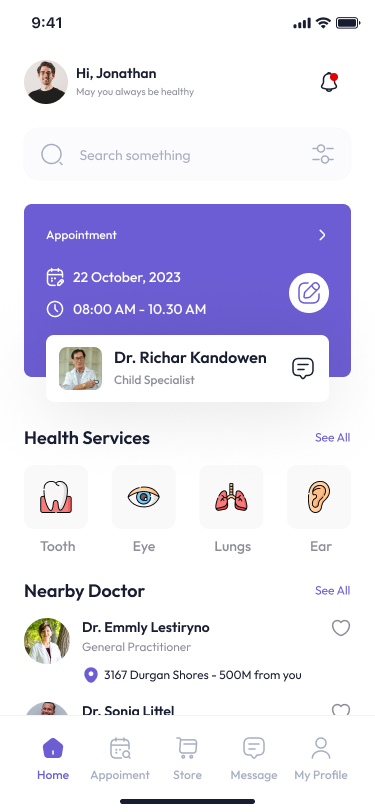 9:41
Hi, Jonathan
May you always be healthy
Search something
Appointment
22 October, 2023
08:00 AM - 10.30 AM
Dr. Richar Kandowen
Child Specialist
Health Services
See All
Tooth
Eye
Lungs
Ear
Nearby Doctor
See All
Dr. Emmly Lestiryno
General Practitioner
3167 Durgan Shores - 500M from you
Dr. Sonia Littel
Home
Appoiment
Store
Message
My Profile